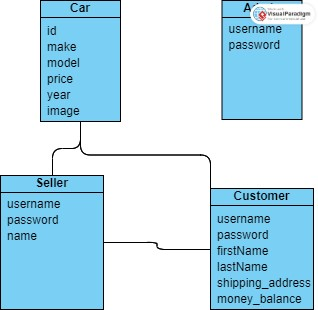 Car
id
make
model
price
year
image
VisualParadigm
username
password
Seller
username
password
name
Customer
username
password
firstName
lastName
shipping_address
money_balance